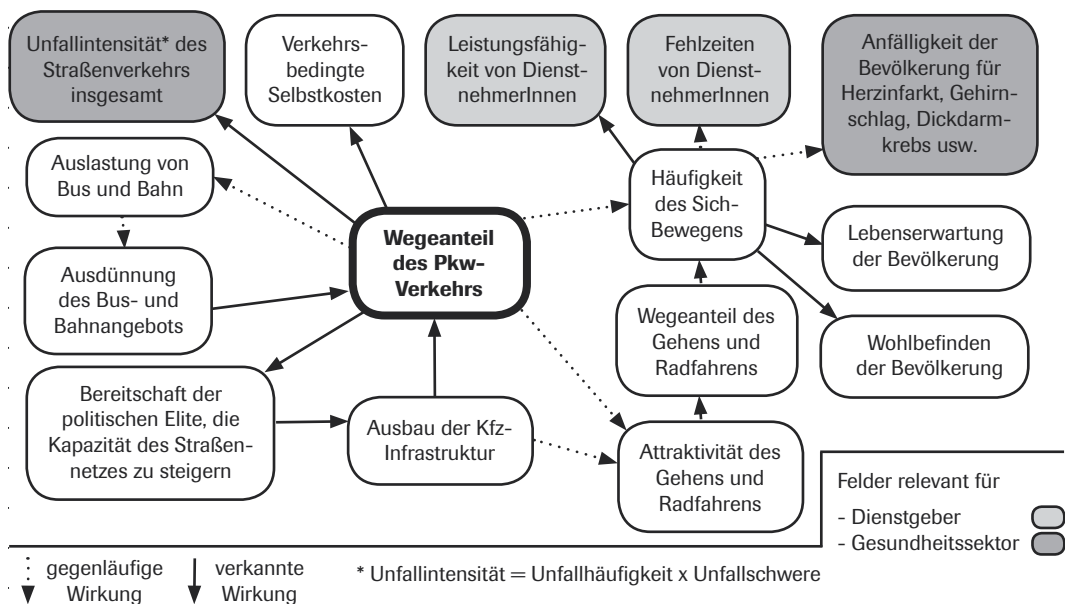 Unfallintensität* des
Straßenverkehrs
insgesamt
Verkehrs-
bedingte
Selbstkosten
Leistungsfähig-
keit von Dienst-
nehmerInnen
Fehlzeiten
von Dienst-
nehmerInnen
Anfälligkeit der
Bevölkerung für
Herzinfarkt, Gehirn-
schlag, Dickdarm-
krebs usw.
Auslastung von
Bus und Bahn
Häufigkeit
des Sich-
Bewegens
Wegeanteil
des Pkw-
Verkehrs
Lebenserwartung
der Bevölkerung
Ausdünnung
des Bus- und
Bahnangebots
Wegeanteil des
Gehens und
Radfahrens
Wohlbefinden
der Bevölkerung
Bereitschaft der
politischen Elite, die
Kapazität des Straßen-
netzes zu steigern
Ausbau der Kfz-
Infrastruktur
Attraktivität des
Gehens und
Radfahrens
Felder relevant für
- Dienstgeber
- Gesundheitssektor
gegenläufige
Wirkung
verkannte
Wirkung
* Unfallintensität = Unfallhäufigkeit x Unfallschwere